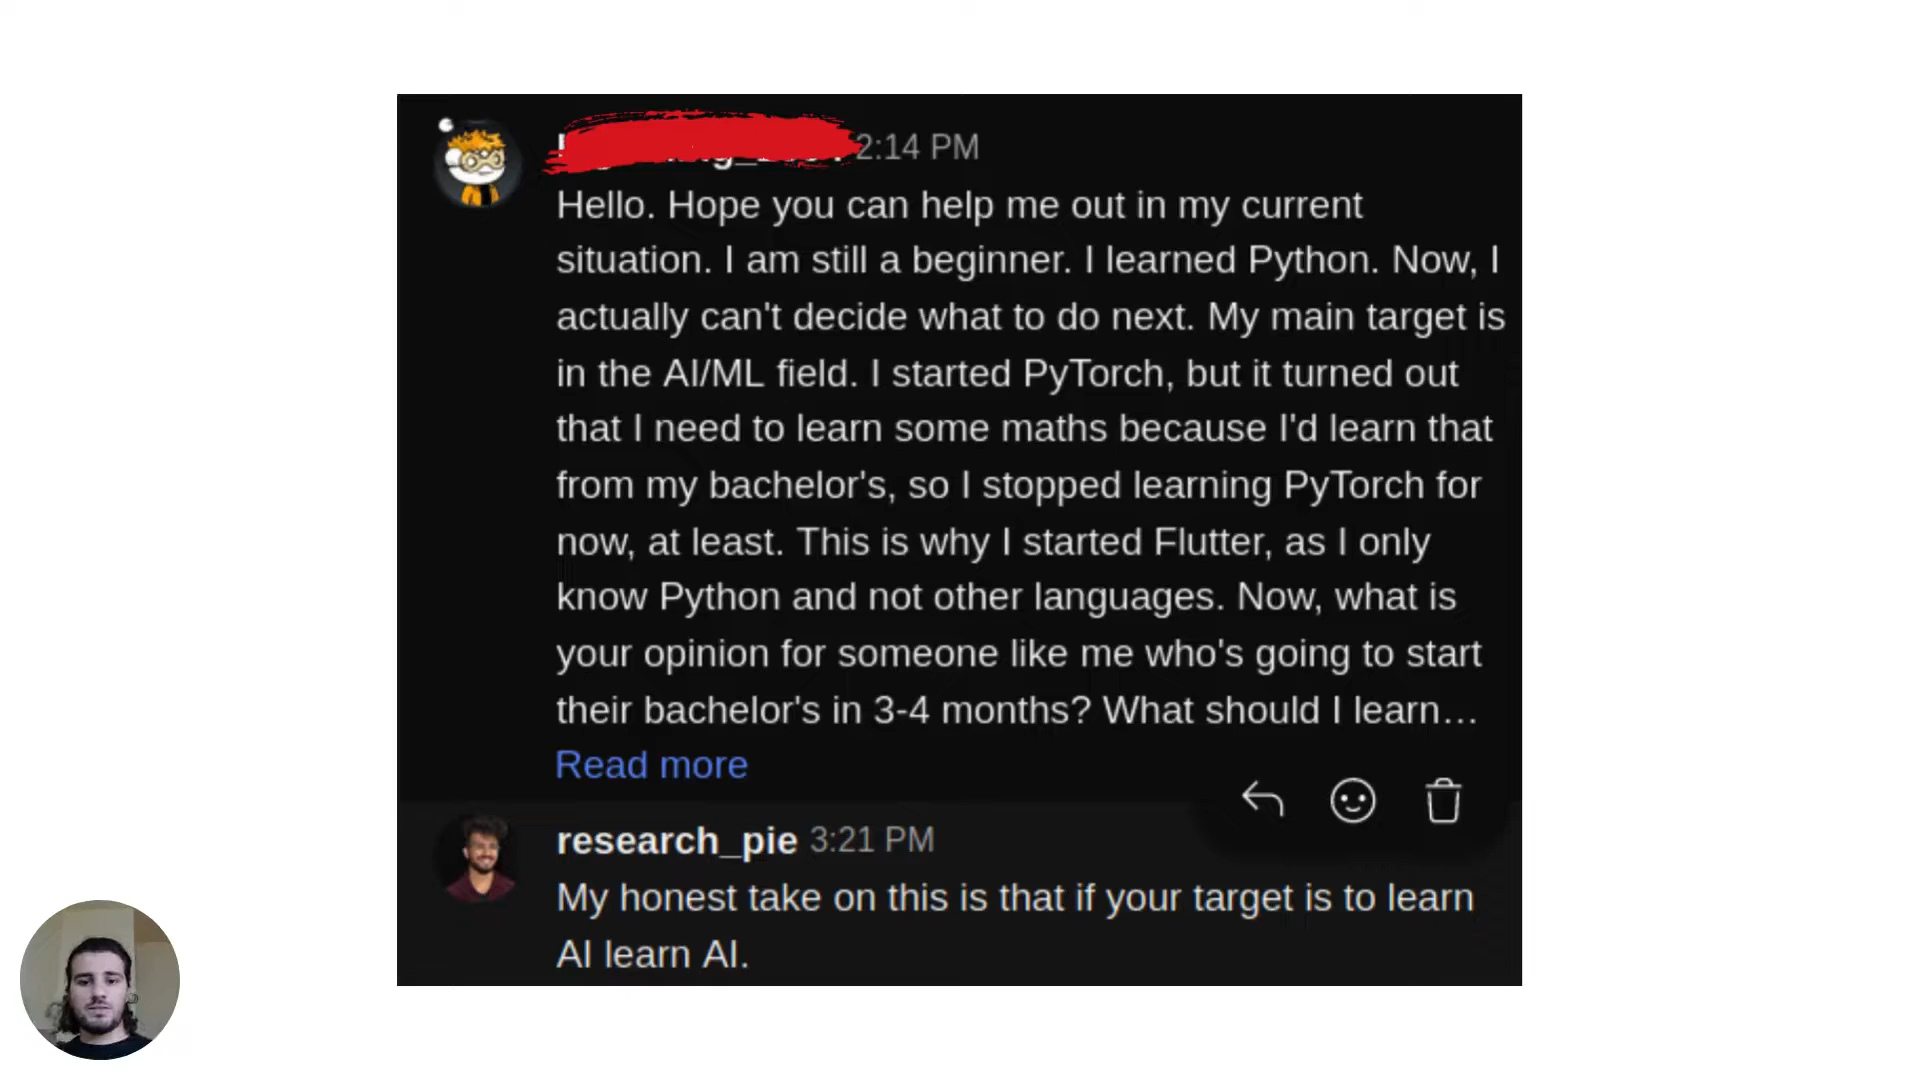 2:14 PM
Hello. Hope you can help me out in my current
situation. I am still a beginner. I learned Python. Now, I
actually can't decide what to do next. My main target is
in the AI/ML field. I started PyTorch, but it turned out
that I need to learn some maths because I'd learn that
from my bachelor's, so I stopped learning PyTorch for
now, at least. This is why I started Flutter, as I only
know Python and not other languages. Now, what is
your opinion for someone like me who's going to start
their bachelor's in 3-4 months? What should I learn...
Read more
research_pie 3:21 PM
My honest take on this is that if your target is to learn
AI learn AI.